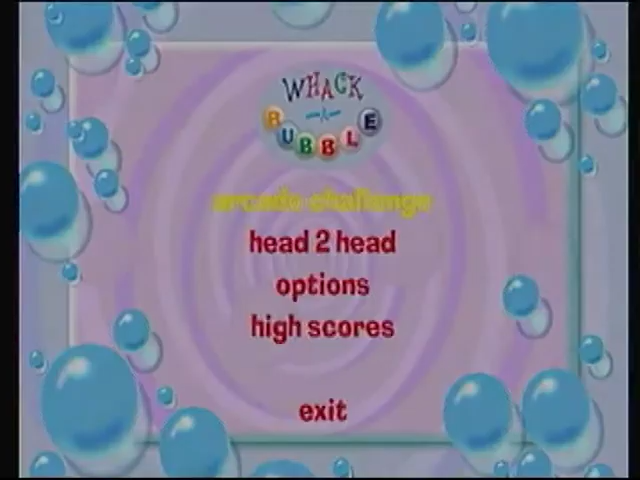 WHACK
-A-
BUBBLE
arcade challenge
head 2 head
options
high scores
exit